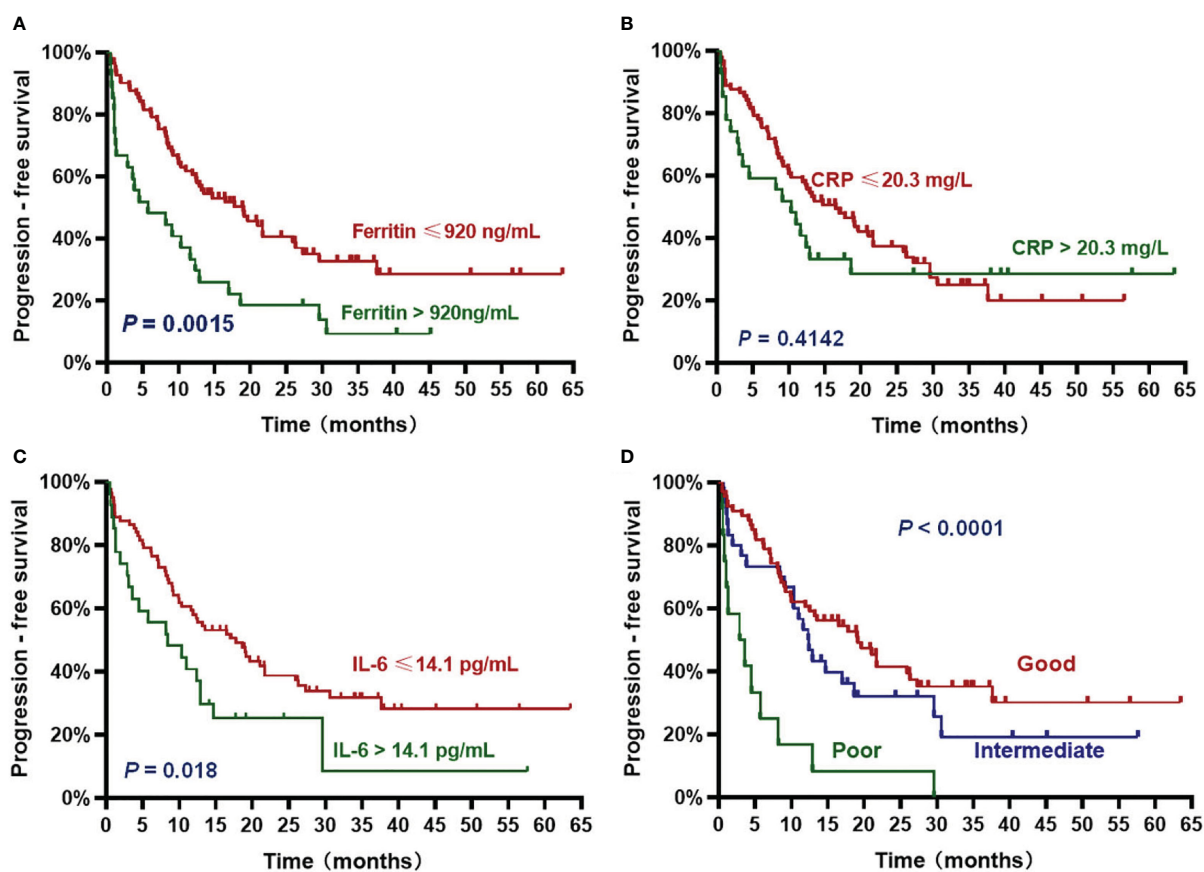 A
Progression - free survival
100%
80%
60%
40%
20%
0%
Ferritin ≤920 ng/mL
Ferritin > 920ng/mL
P = 0.0015
0 5 10 15 20 25 30 35 40 45 50 55 60 65
Time (months)
B
Progression - free survival
100%
80%
60%
40%
20%
0%
CRP ≤20.3 mg/L
CRP > 20.3 mg/L
P = 0.4142
0 5 10 15 20 25 30 35 40 45 50 55 60 65
Time (months)
C
Progression - free survival
100%
80%
60%
40%
20%
0%
IL-6 ≤14.1 pg/mL
IL-6 > 14.1 pg/mL
P = 0.018
0 5 10 15 20 25 30 35 40 45 50 55 60 65
Time (months)
D
Progression - free survival
100%
80%
60%
40%
20%
0%
P < 0.0001
Good
Poor
Intermediate
0 5 10 15 20 25 30 35 40 45 50 55 60 65
Time (months)